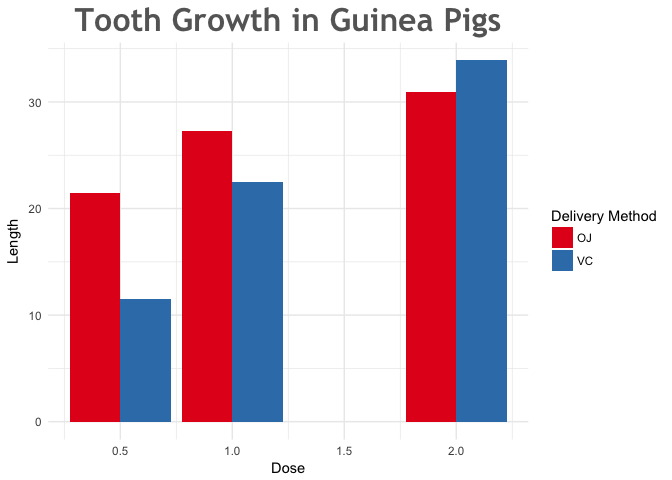 Tooth Growth in Guinea Pigs
Length
30
20
10
0
0.5 1.0 1.5 2.0
Dose
Delivery Method
OJ
VC